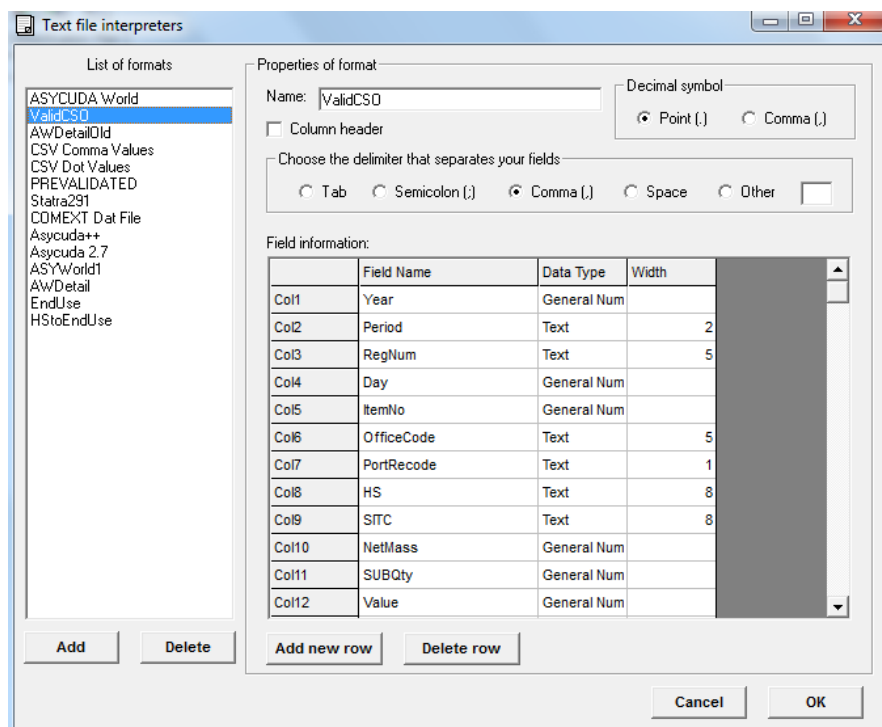 Text file interpreters
List of formats
ASYCUDA World
ValidCSO
AWDetailOld
CSV Comma Values
CSV Dot Values
PREVALIDATED
Statra291
COMEXT Dat File
Asycuda++
Asycuda 2.7
ASYWorld1
AWDetail
EndUse
HStoEndUse
Add Delete
Properties of format
Name: ValidCSO
Column header
Decimal symbol
Point (.) Comma (,)
Choose the delimiter that separates your fields
Tab Semicolon (;) Comma (,) Space Other
Field information:
Field Name Data Type Width
Col1 Year General Num
Col2 Period Text 2
Col3 RegNum Text 5
Col4 Day General Num
Col5 ItemNo General Num
Col6 OfficeCode Text 5
Col7 PortRecode Text 1
Col8 HS Text 8
Col9 SITC Text 8
Col10 NetMass General Num
Col11 SUBQty General Num
Col12 Value General Num
Add new row Delete row
Cancel OK